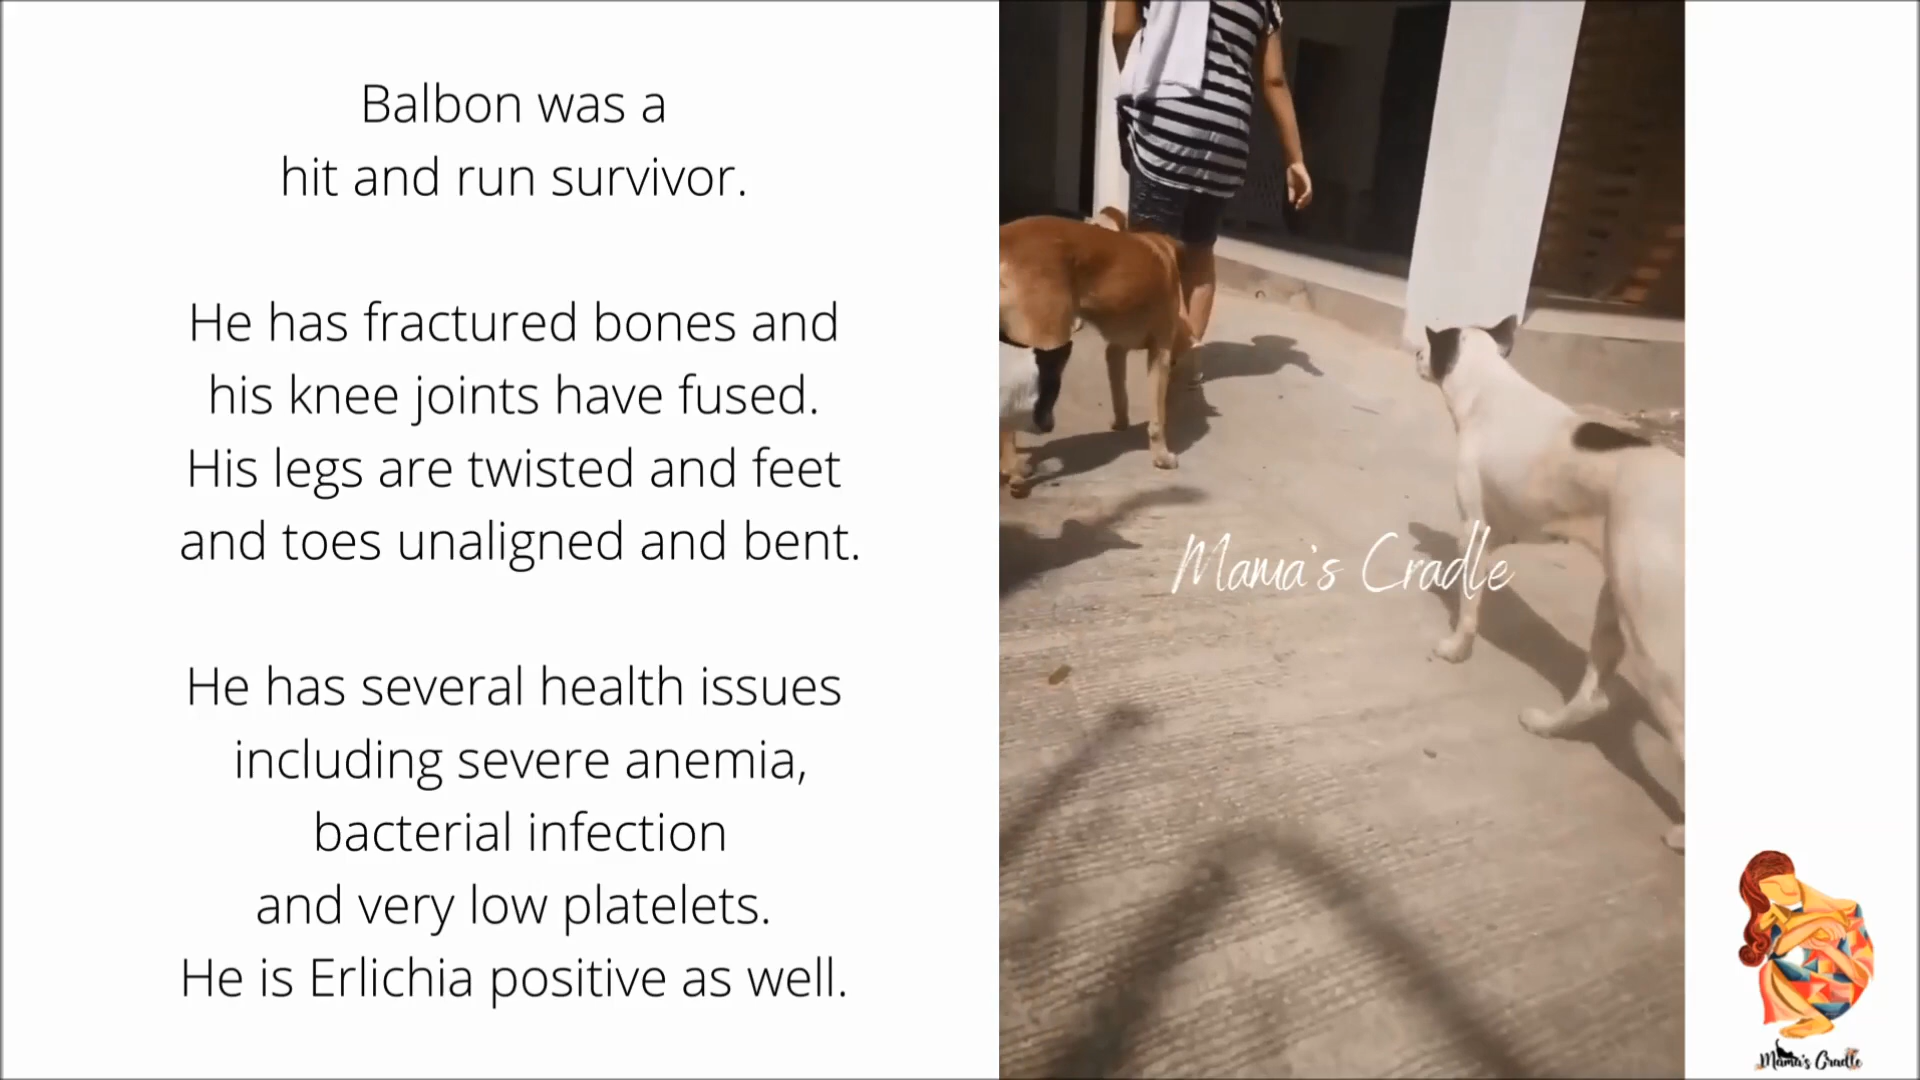 Balbon was a
hit and run survivor.
He has fractured bones and
his knee joints have fused.
His legs are twisted and feet
and toes unaligned and bent.
He has several health issues
including severe anemia,
bacterial infection
and very low platelets.
He is Erlichia positive as well.
Mama's Cradle
Mama's Cradle